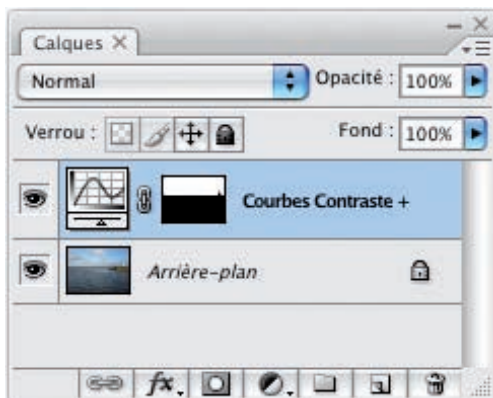 Calques
Normal Opacité : 100%
Verrou : Fond : 100%
Courbes Contraste +
Arrière-plan
fx